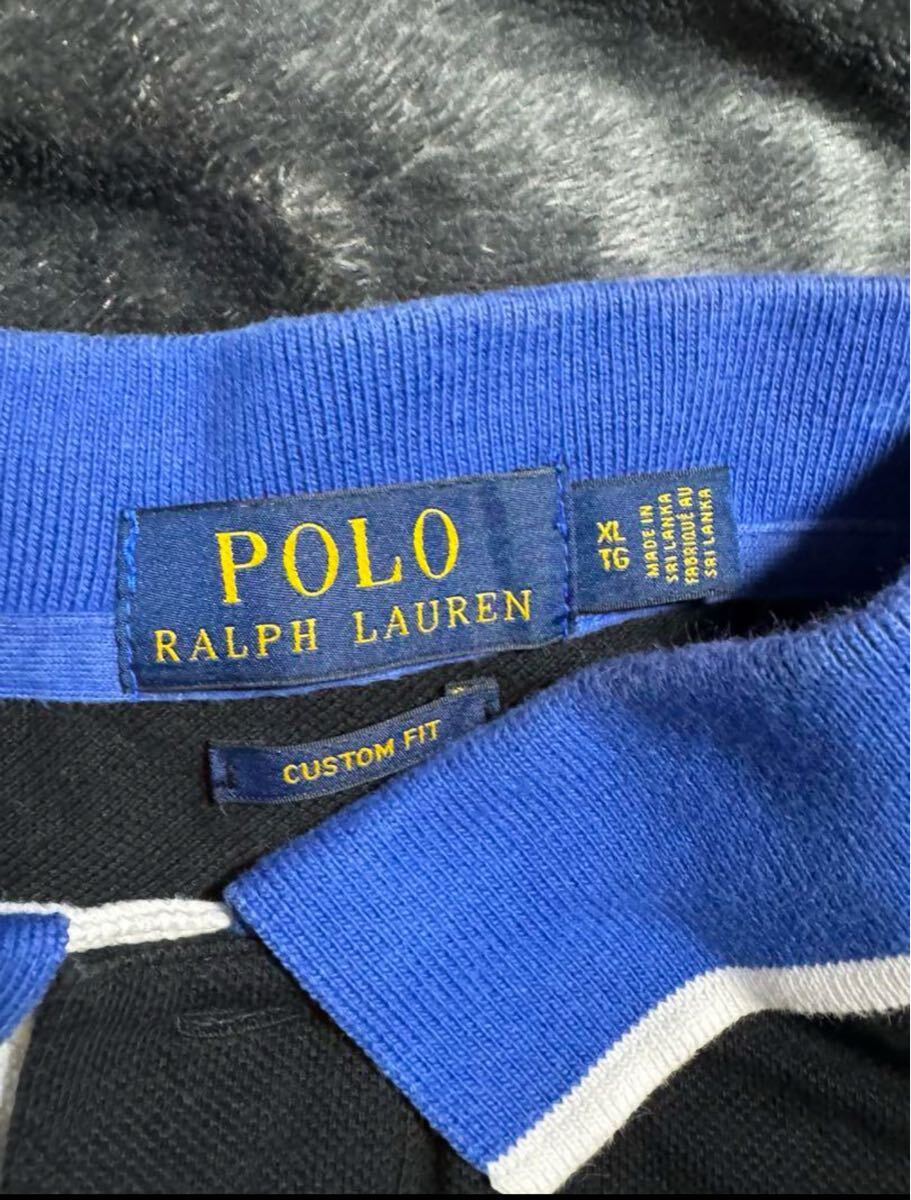 POLO
RALPH LAUREN
XL
TG
MADE IN
SRI LANKA
FABRIQUÉ AU
SRI LANKA
CUSTOM FIT